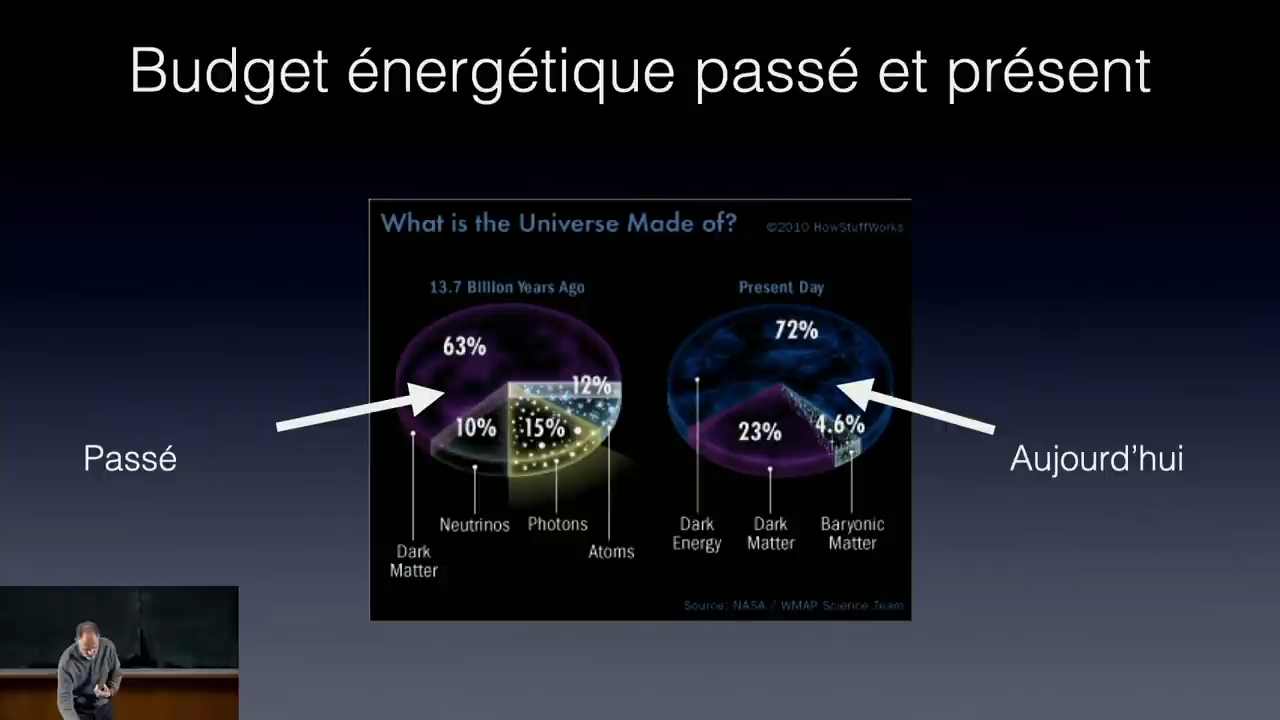 Budget énergétique passé et présent
What is the Universe Made of?
©2010 HowStuffWorks
13.7 Billion Years Ago
63%
12%
10%
15%
Neutrinos
Photons
Dark
Matter
Atoms
Present Day
72%
23%
4.6%
Dark
Energy
Dark
Matter
Baryonic
Matter
Source: NASA / WMAP Science Team
Passé
Aujourd’hui